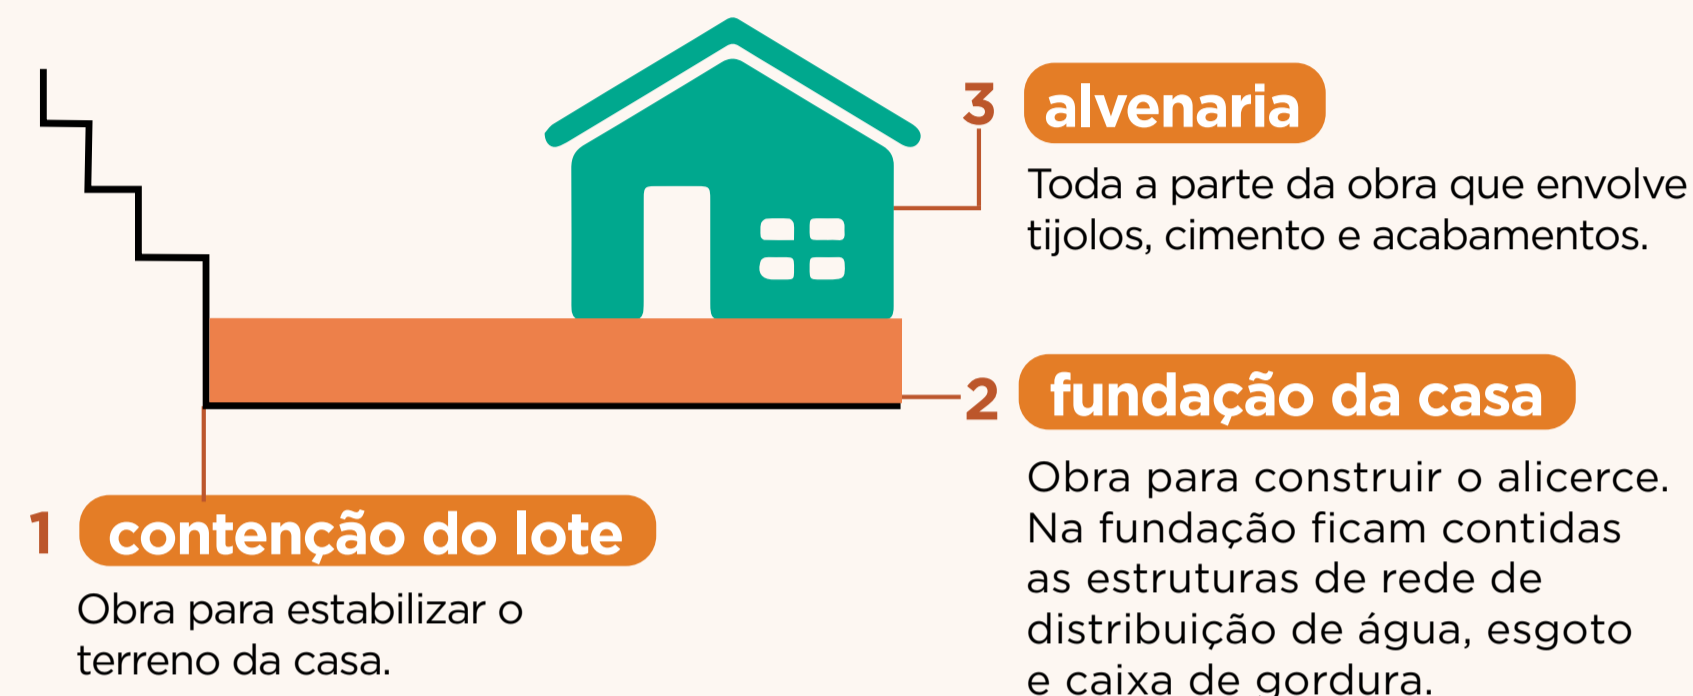 3 alvenaria
Toda a parte da obra que envolve
tijolos, cimento e acabamentos.
2 fundação da casa
Obra para construir o alicerce.
Na fundação ficam contidas
as estruturas de rede de
distribuição de água, esgoto
e caixa de gordura.
1 contenção do lote
Obra para estabilizar o
terreno da casa.